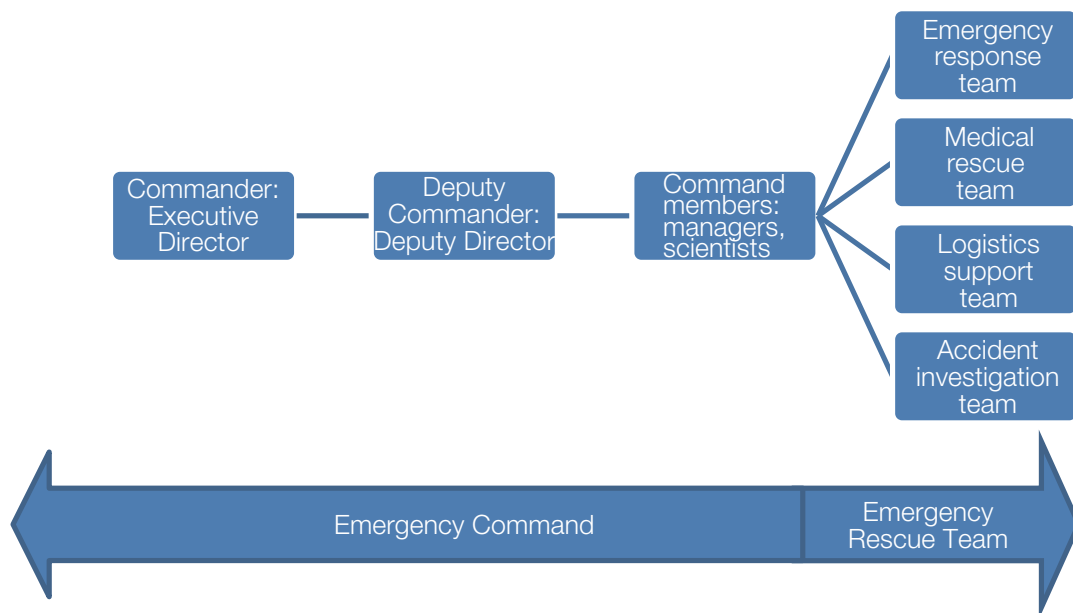 Commander:
Executive
Director
Deputy
Commander:
Deputy Director
Command
members:
managers,
scientists
Emergency
response
team
Medical
rescue
team
Logistics
support
team
Accident
investigation
team
Emergency Command
Emergency
Rescue Team